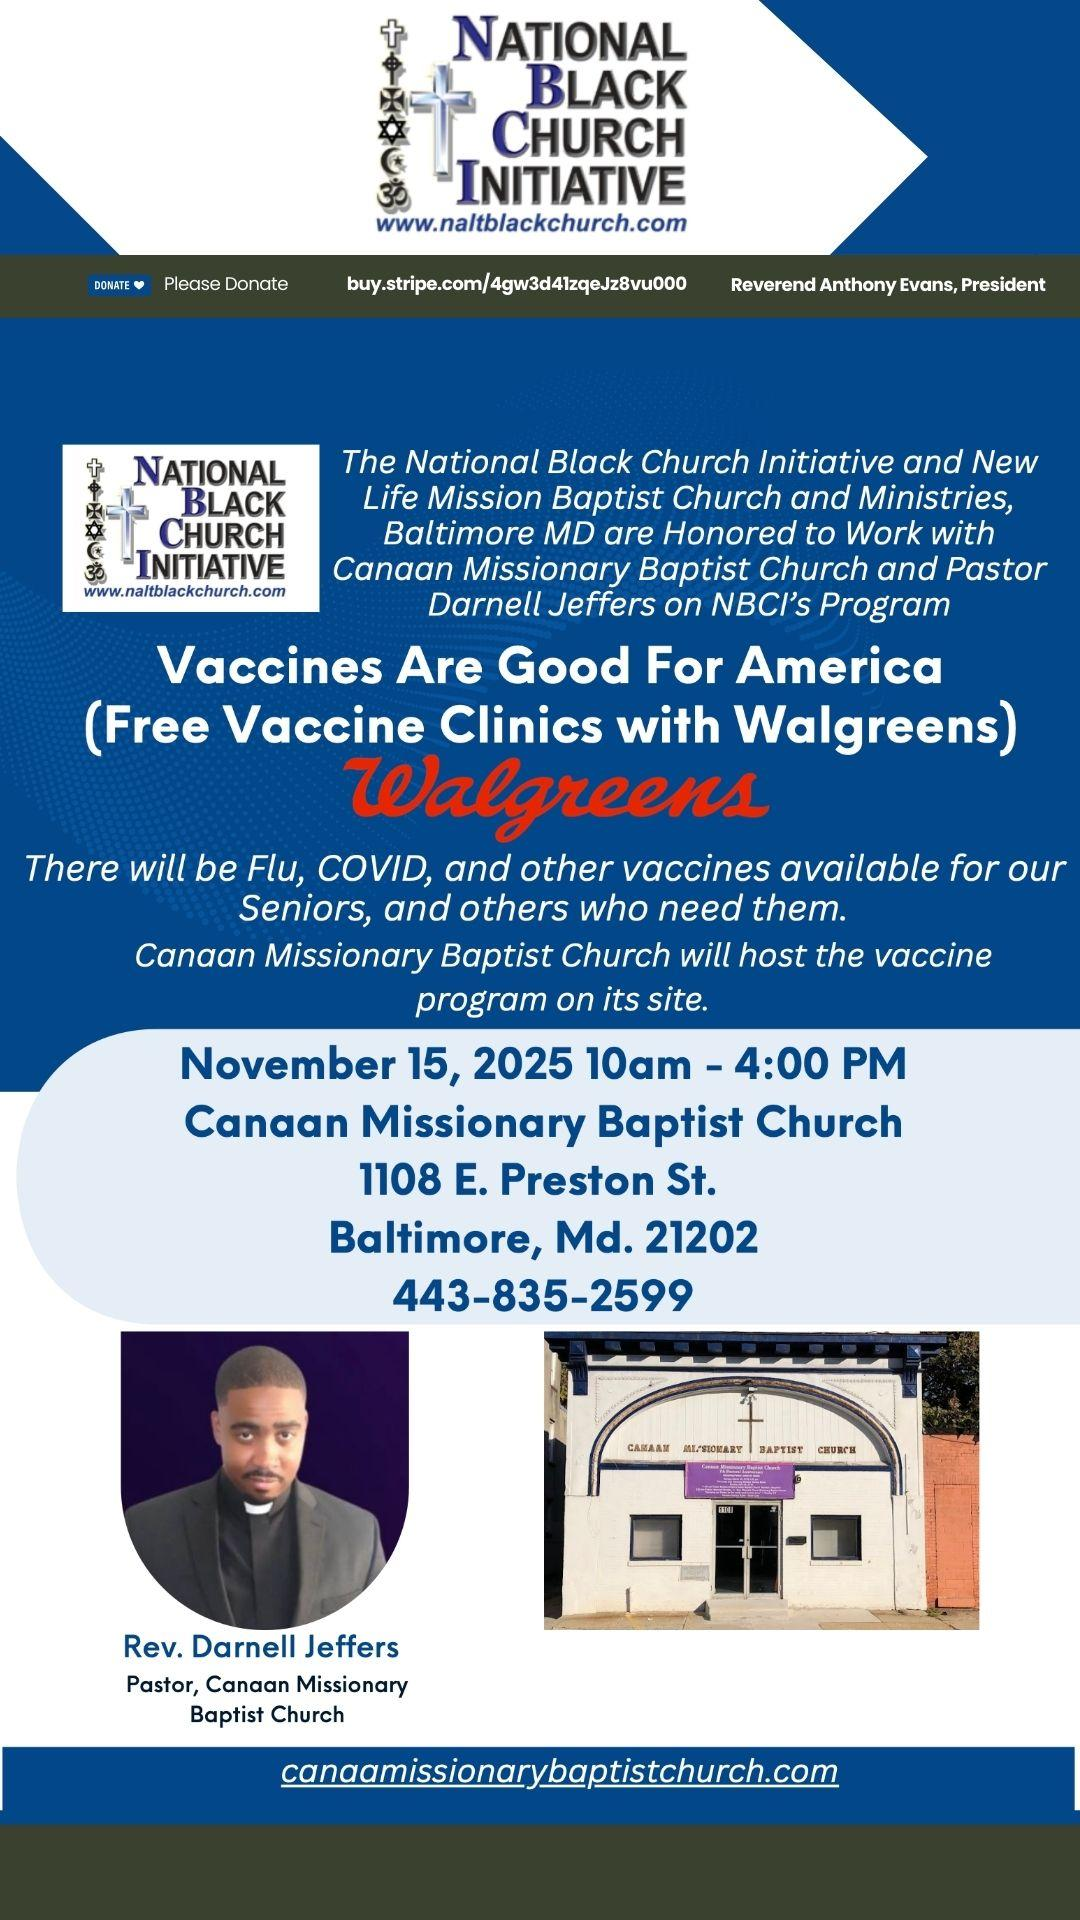 NATIONAL
BLACK
CHURCH
INITIATIVE
www.naltblackchurch.com
DONATE Please Donate buy.stripe.com/4gw3d41zqeJz8vu000 Reverend Anthony Evans, President
NATIONAL
BLACK
CHURCH
INITIATIVE
www.naltblackchurch.com
The National Black Church Initiative and New
Life Mission Baptist Church and Ministries,
Baltimore MD are Honored to Work with
Canaan Missionary Baptist Church and Pastor
Darnell Jeffers on NBCI’s Program
Vaccines Are Good For America
(Free Vaccine Clinics with Walgreens)
Walgreens
There will be Flu, COVID, and other vaccines available for our
Seniors, and others who need them.
Canaan Missionary Baptist Church will host the vaccine
program on its site.
November 15, 2025 10am - 4:00 PM
Canaan Missionary Baptist Church
1108 E. Preston St.
Baltimore, Md. 21202
443-835-2599
CANAAN MISSIONARY BAPTIST CHURCH
Canaan Missionary Baptist Church
1108
Rev. Darnell Jeffers
Pastor, Canaan Missionary
Baptist Church
canaamissionarybaptistchurch.com